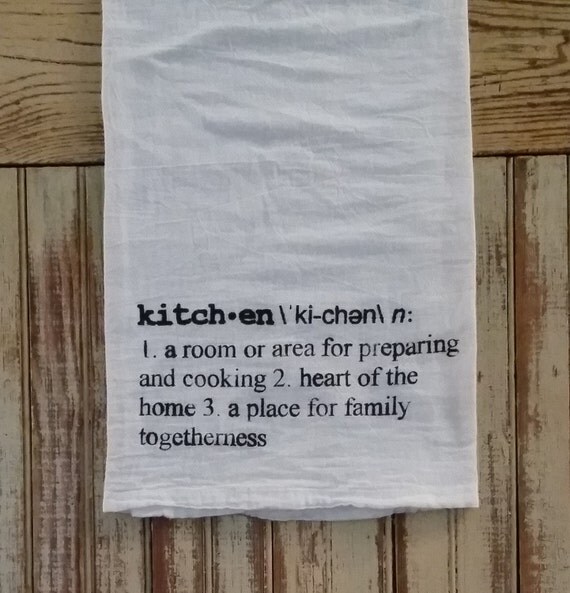 kitch•en \ˈki-chən\ n:
1. a room or area for preparing
and cooking 2. heart of the
home 3. a place for family
togetherness